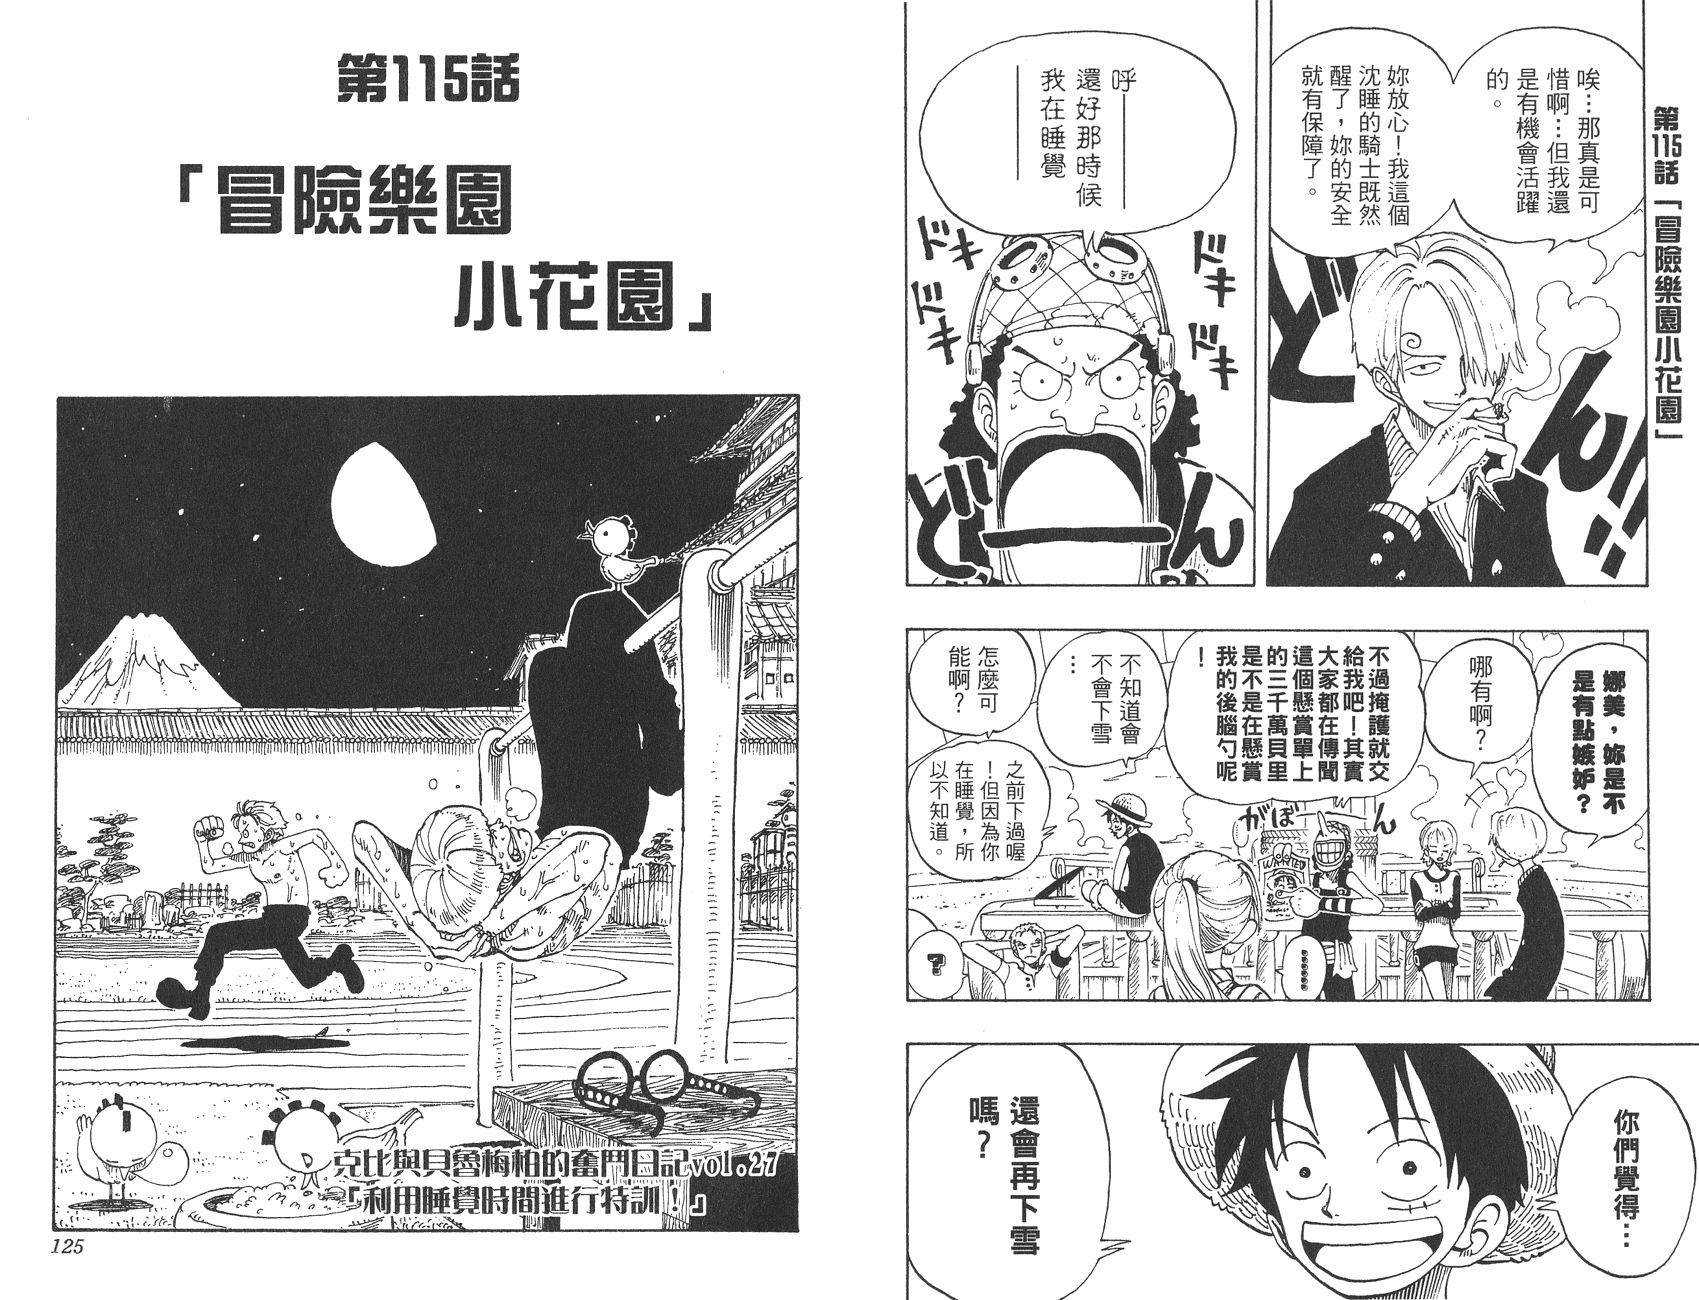 第115話「冒險樂園小花園」
唉…那真是可
惜啊…但我還
是有機會活躍
的。
妳放心！我這個
沈睡的騎士既然
醒了，妳的安全
就有保障了。
どん!!
呼——
還好那時候
我在睡覺
——
ドキ
ドキ
ドキ
ドキ
どん
娜美，妳是不
是有點嫉妒？
哪有啊？
不過掩護就交
給我吧！其實
大家都在傳聞
這個懸賞單上
的三千萬貝里
是不是在懸賞
我的後腦勺呢
！
不知道會
不會下雪
…
怎麼可
能啊？
之前下過喔
！但因為你
在睡覺，所
以不知道。
がぼん
？
你們覺得…
還會再下雪
嗎？
第115話
「冒險樂園
小花園」
克比與貝魯梅柏的奮鬥日記vol.27
「利用睡覺時間進行特訓！」
125